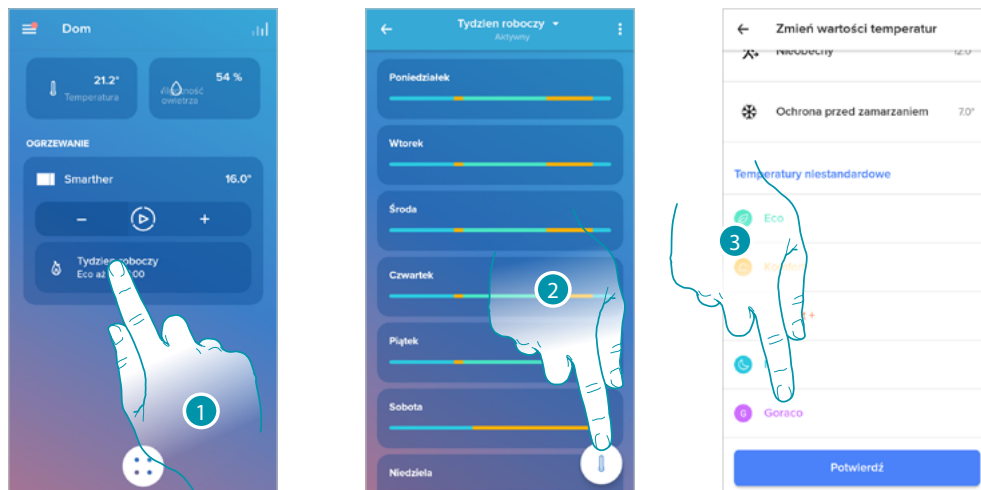 Dom
21.2°
Temperatura
54 %
OGRZEWANIE
Smarther
16.0°
−
+
Tydzien roboczy
Eco aż
00
1
Tydzien roboczy
Aktywny
Poniedziałek
Wtorek
Środa
Czwartek
Piątek
Sobota
Niedziela
2
Zmień wartości temperatur
Nieobecny
12.0°
Ochrona przed zamarzaniem
7.0°
Temperatury niestandardowe
Eco
3
G
Goraco
Potwierdź